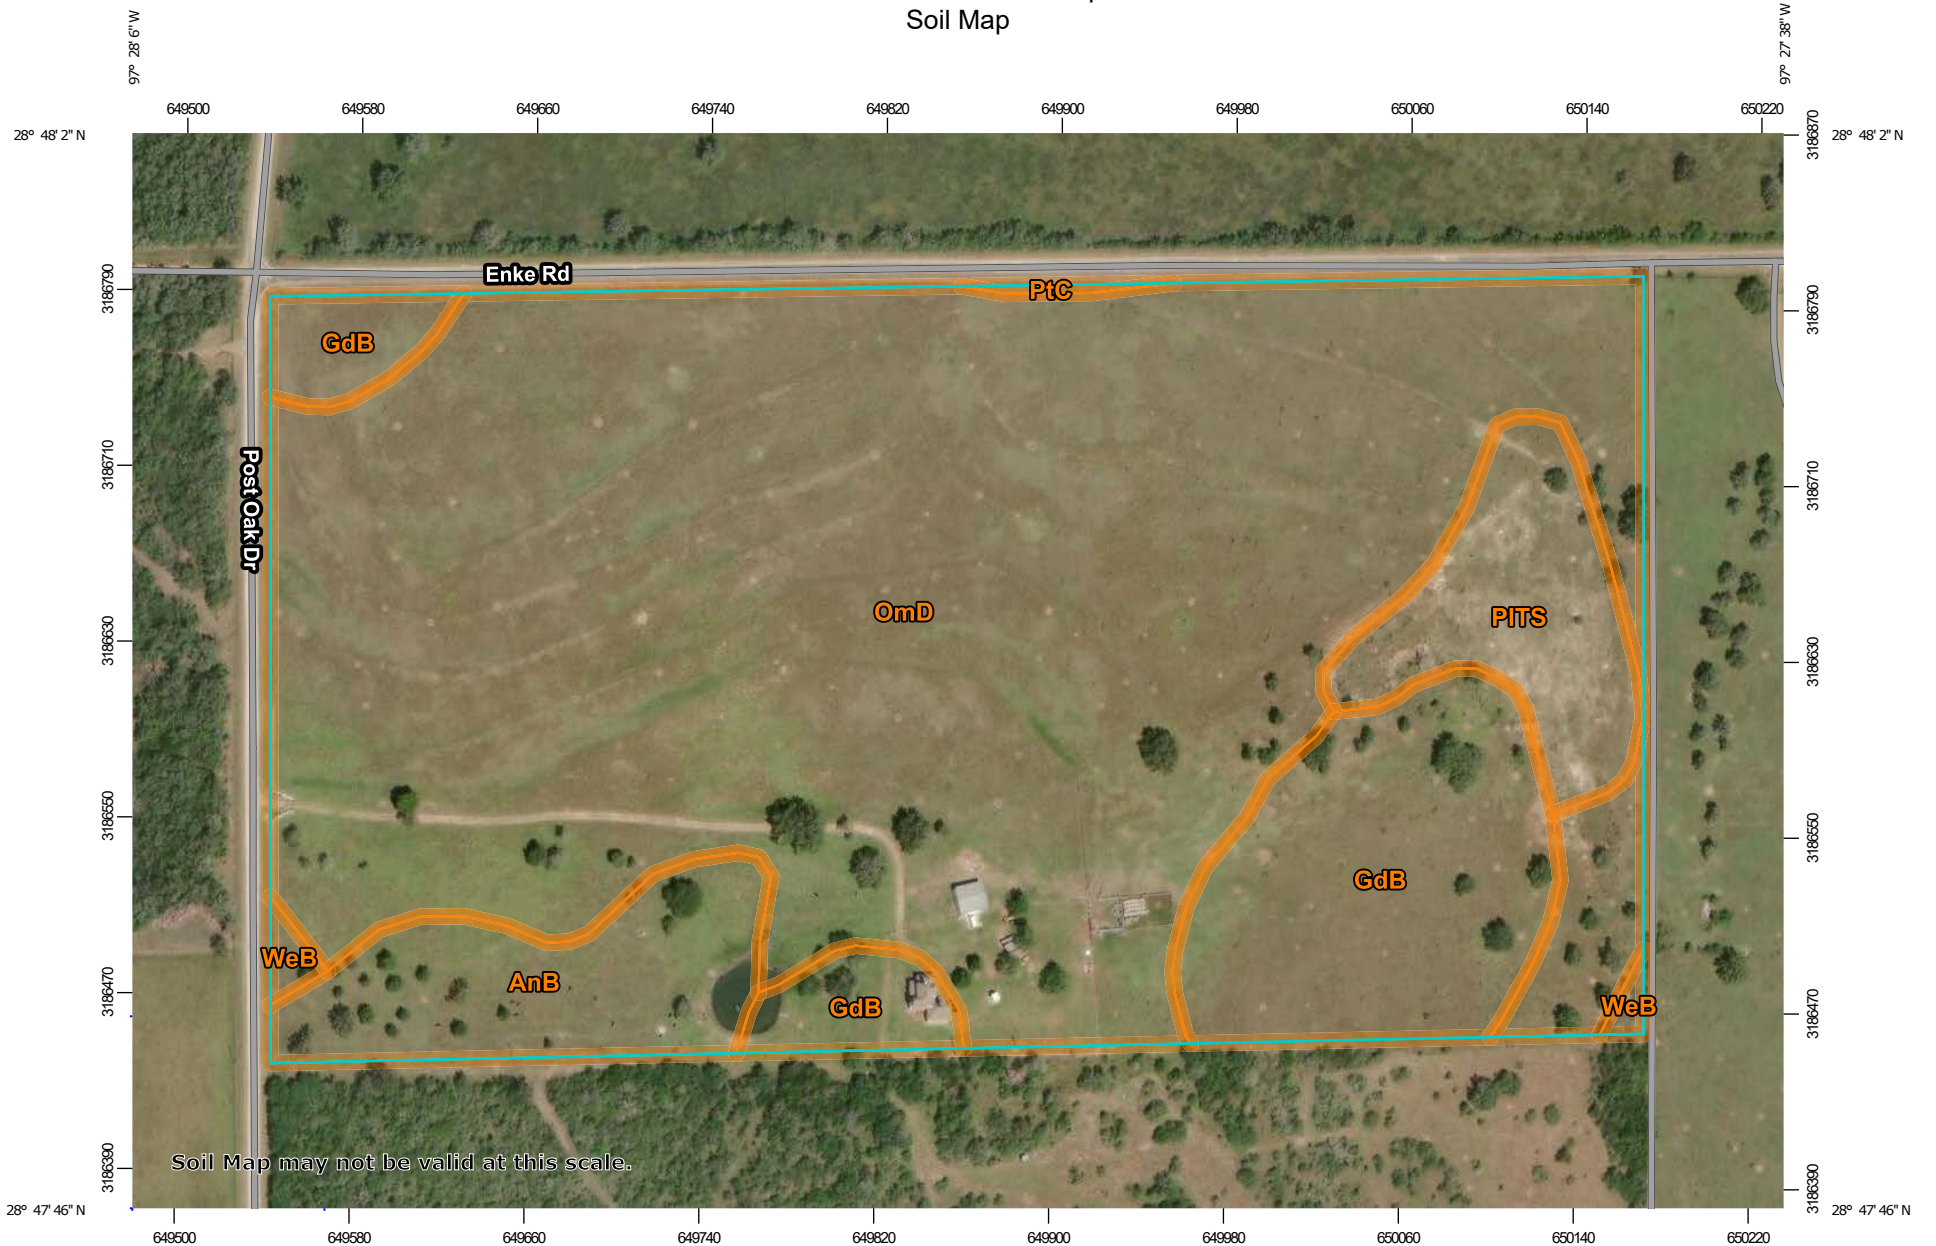 Soil Map
97° 28' 6" W
97° 27' 38" W
649500 649580 649660 649740 649820 649900 649980 650060 650140 650220
28° 48' 2" N
28° 48' 2" N
3186870
3186790
3186790
Enke Rd
PtC
GdB
Post Oak Dr
3186710
3186710
OmD
PITS
3186630
3186630
3186550
3186550
GdB
WeB
AnB
GdB
WeB
3186470
3186470
Soil Map may not be valid at this scale.
3186390
3186390
28° 47' 46" N
28° 47' 46" N
649500 649580 649660 649740 649820 649900 649980 650060 650140 650220